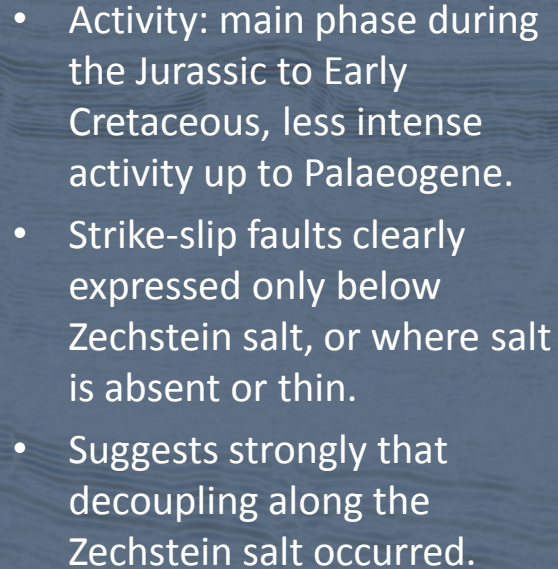 • Activity: main phase during
the Jurassic to Early
Cretaceous, less intense
activity up to Palaeogene.
• Strike-slip faults clearly
expressed only below
Zechstein salt, or where salt
is absent or thin.
• Suggests strongly that
decoupling along the
Zechstein salt occurred.